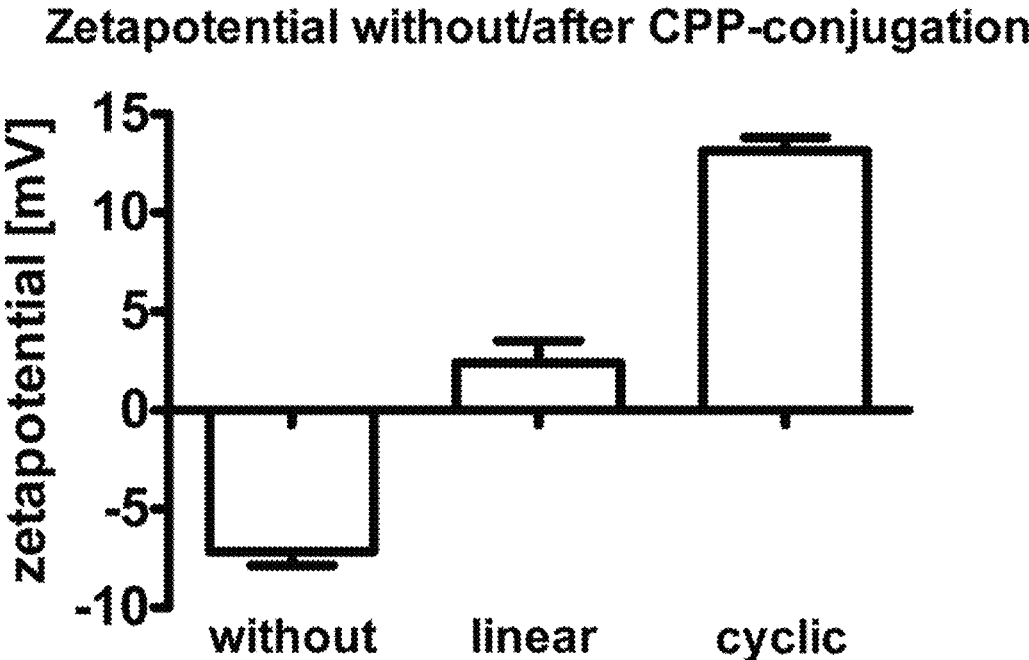 Zetapotential without/after CPP-conjugation
zetapotential [mV]
15
10
5
0
-5
-10
without linear cyclic